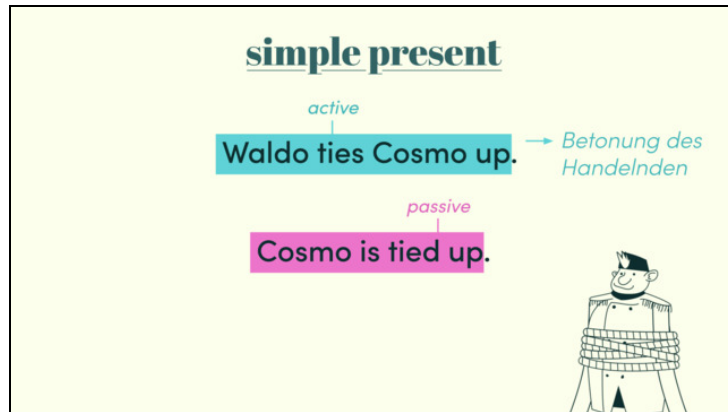 simple present
active
Waldo ties Cosmo up.
Betonung des
Handelnden
passive
Cosmo is tied up.